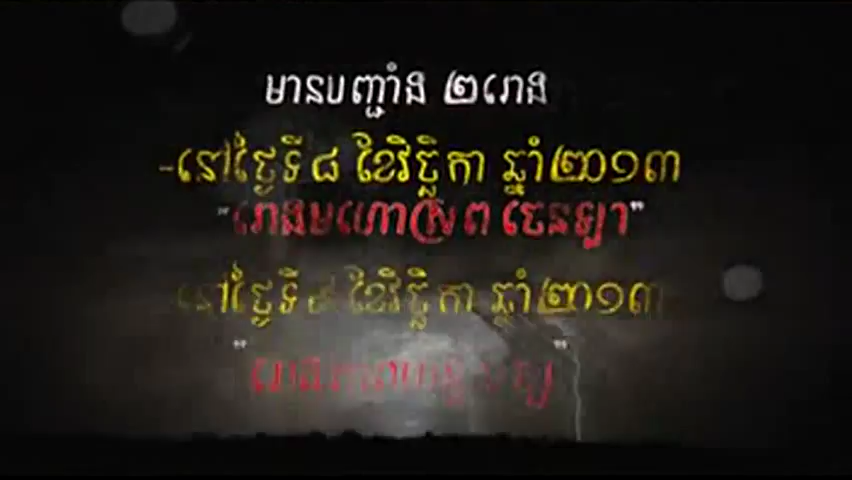 មានបញ្ជាំង ២រោង
-នៅថ្ងៃទី៨ ខែវិច្ឆិកា ឆ្នាំ២០១៣
"រោងមហោស្រព ចេនឡា"
នៅថ្ងៃទី៩ ខែវិច្ឆិកា ឆ្នាំ២០១៣